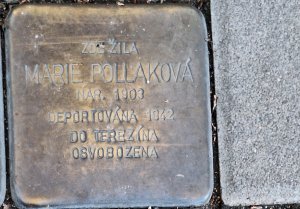 ZDE ŽILA
MARIE POLLAKOVÁ
NAR. 1903
DEPORTOVÁNA 1942
DO TEREZÍNA
OSVOBOZENA